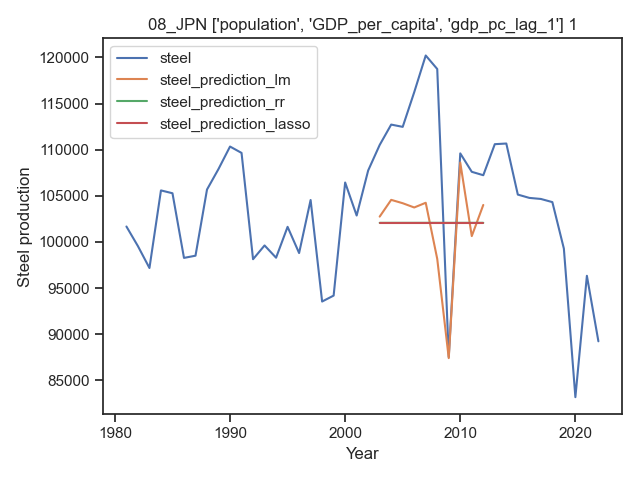 08_JPN ['population', 'GDP_per_capita', 'gdp_pc_lag_1'] 1
steel
steel_prediction_lm
steel_prediction_rr
steel_prediction_lasso
Steel production
120000
115000
110000
105000
100000
95000
90000
85000
1980
1990
2000
2010
2020
Year